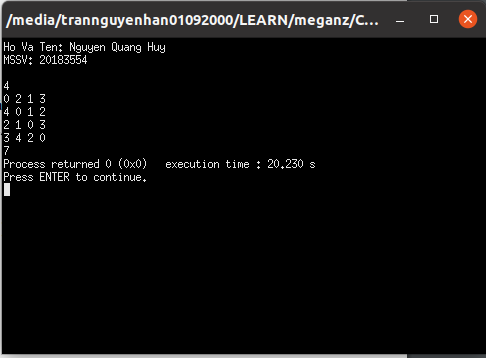 /media/trannguyenhan01092000/LEARN/meganz/C...
Ho Va Ten: Nguyen Quang Huy
MSSV: 20183554
4
0 2 1 3
4 0 1 2
2 1 0 3
3 4 2 0
7
Process returned 0 (0x0)   execution time : 20.230 s
Press ENTER to continue.